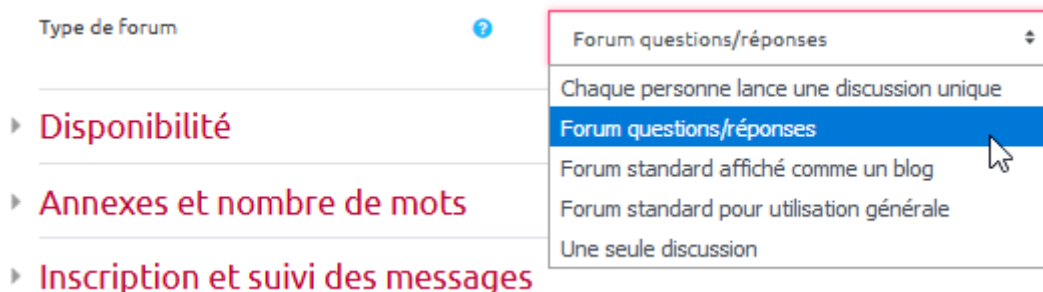 Type de forum
Forum questions/réponses
Chaque personne lance une discussion unique
Forum questions/réponses
Forum standard affiché comme un blog
Forum standard pour utilisation générale
Une seule discussion
Disponibilité
Annexes et nombre de mots
Inscription et suivi des messages